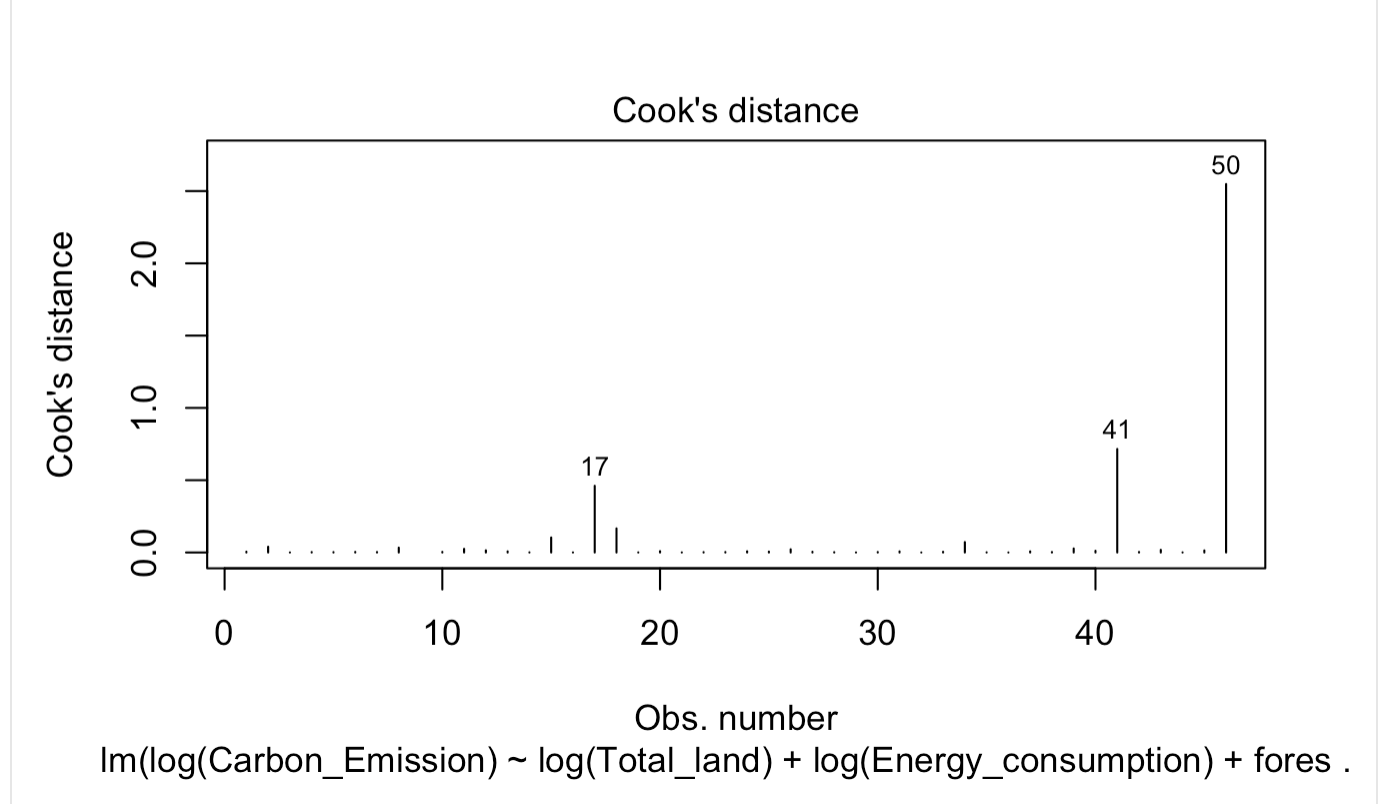 Cook's distance
50
2.0
Cook's distance
41
1.0
17
0.0
0 10 20 30 40
Obs. number
lm(log(Carbon_Emission) ~ log(Total_land) + log(Energy_consumption) + fores .